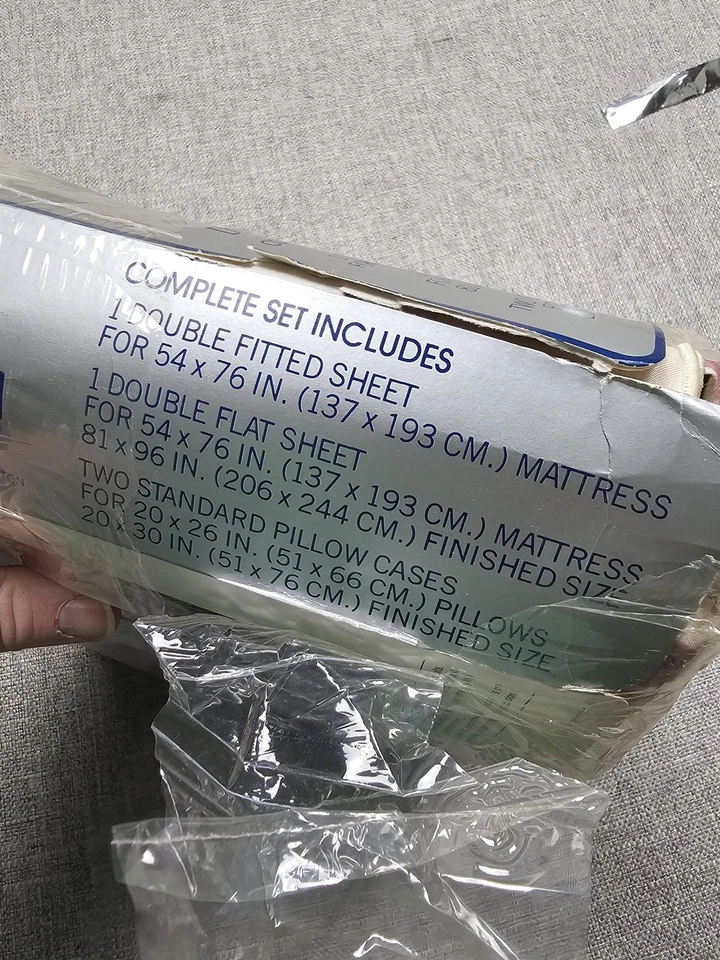 COMPLETE SET INCLUDES
1 DOUBLE FITTED SHEET
FOR 54 x 76 IN. (137 x 193 CM.) MATTRESS
1 DOUBLE FLAT SHEET
FOR 54 x 76 IN. (137 x 193 CM.) MATTRESS
81 x 96 IN. (206 x 244 CM.) FINISHED SIZE
TWO STANDARD PILLOW CASES
FOR 20 x 26 IN. (51 x 66 CM.) PILLOWS
20 x 30 IN. (51 x 76 CM.) FINISHED SIZE